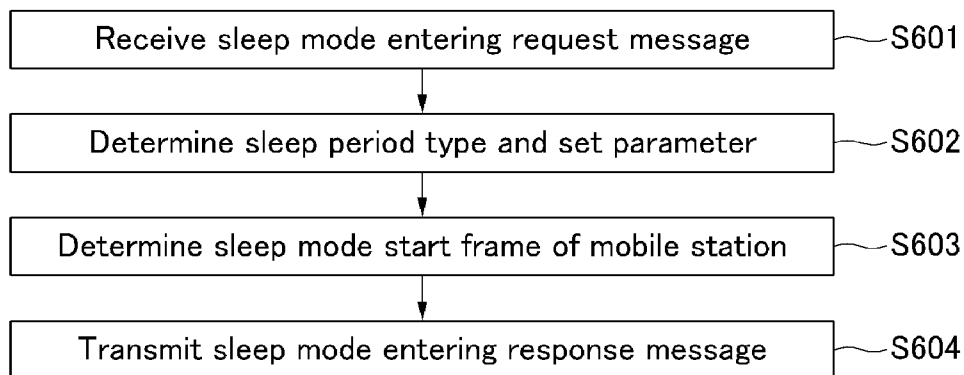 Receive sleep mode entering request message S601
Determine sleep period type and set parameter S602
Determine sleep mode start frame of mobile station S603
Transmit sleep mode entering response message S604